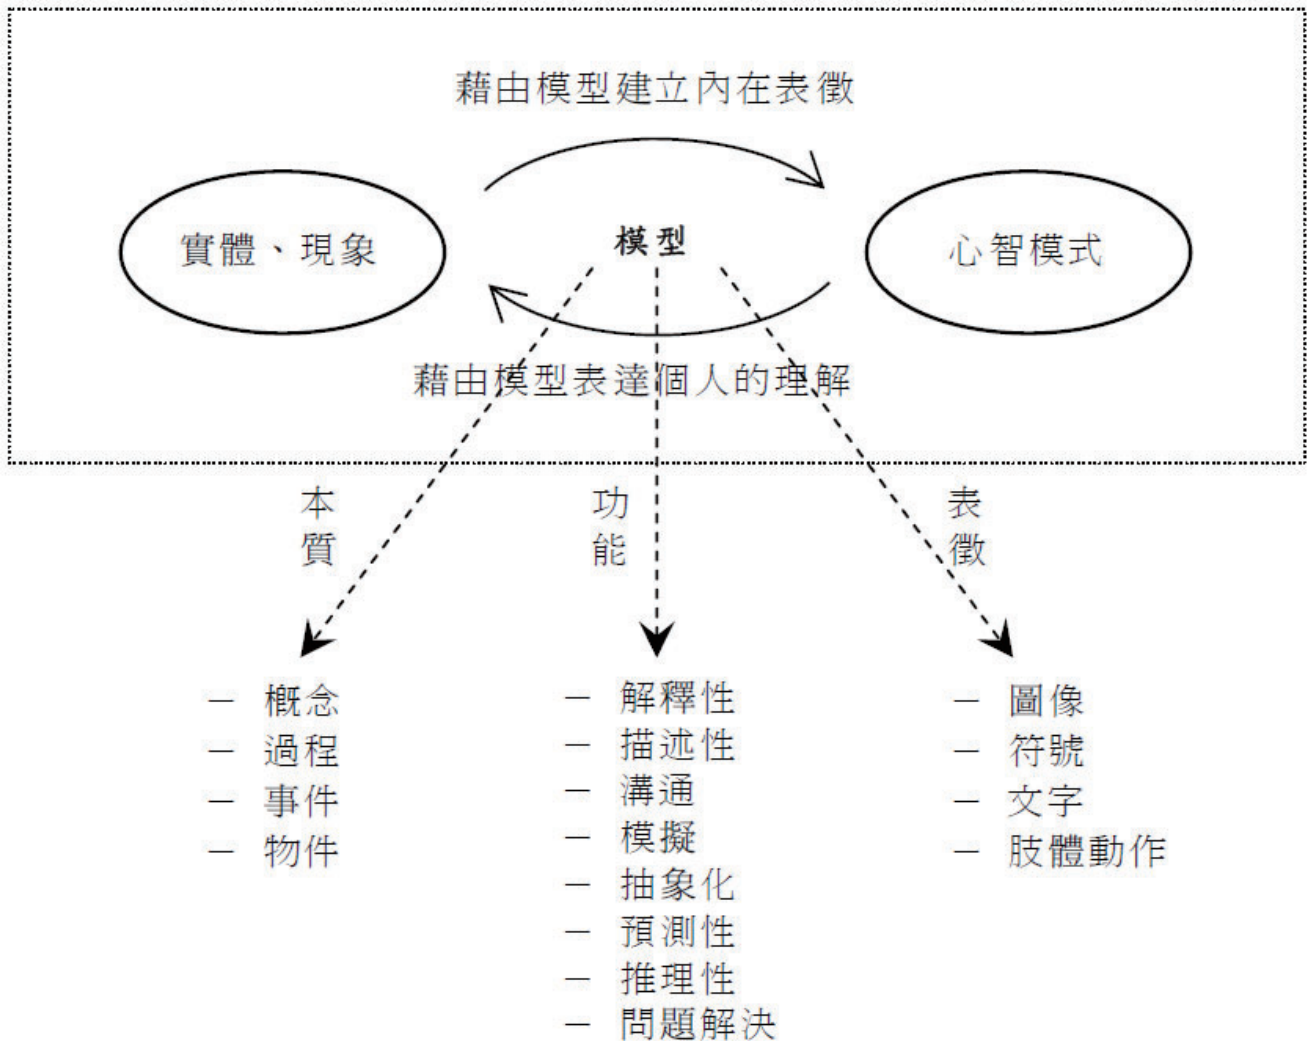 藉由模型建立內在表徵
實體、現象
模型
心智模式
藉由模型表達個人的理解
本質
功能
表徵
－ 概念
－ 過程
－ 事件
－ 物件
－ 解釋性
－ 描述性
－ 溝通
－ 模擬
－ 抽象化
－ 預測性
－ 推理性
－ 問題解決
－ 圖像
－ 符號
－ 文字
－ 肢體動作